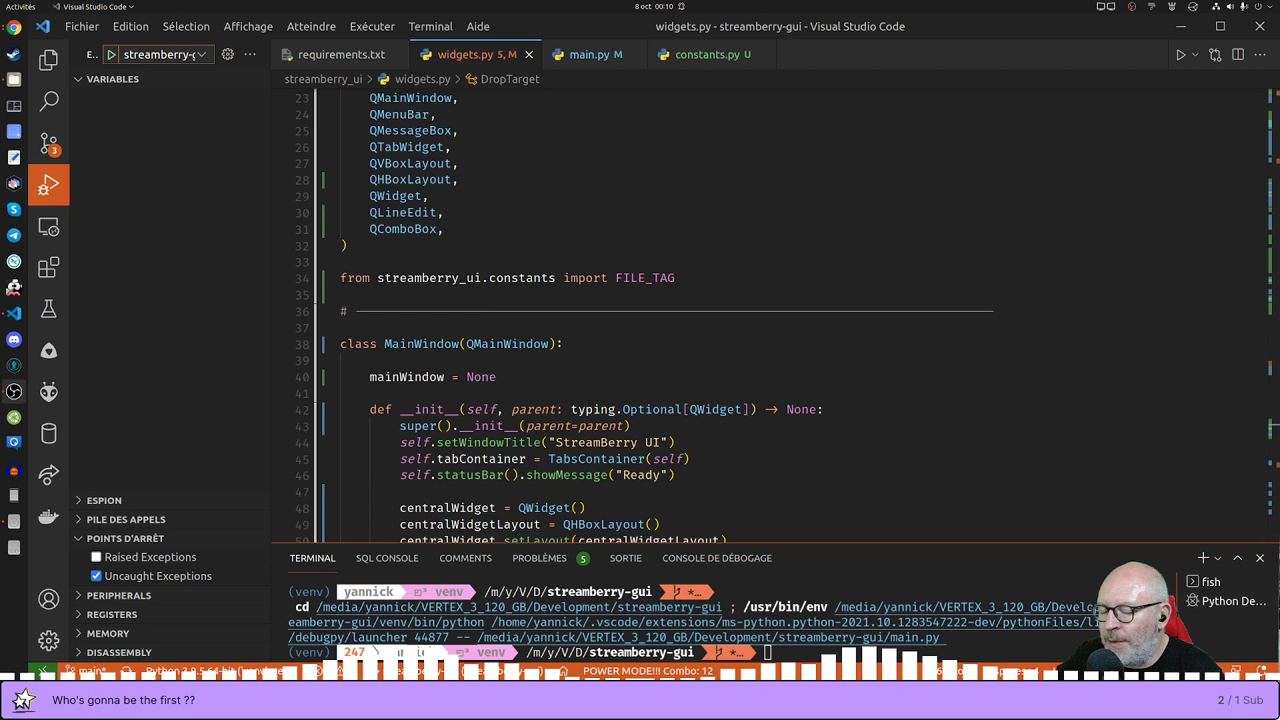 Activités
Visual Studio Code
8 oct 00:10
Fichier Edition Sélection Affichage Atteindre Exécuter Terminal Aide
widgets.py - streamberry-gui - Visual Studio Code
E.. streamberry-g
requirements.txt
widgets.py 5, M
main.py M
constants.py U
VARIABLES
streamberry_ui > widgets.py > DropTarget
23 QMainWindow,
24 QMenuBar,
25 QMessageBox,
26 QTabWidget,
27 QVBoxLayout,
28 QHBoxLayout,
29 QWidget,
30 QLineEdit,
31 QComboBox,
32 )
33
34 from streamberry_ui.constants import FILE_TAG
35
36 #
37
38 class MainWindow(QMainWindow):
39
40 mainWindow = None
41
42 def __init__(self, parent: typing.Optional[QWidget]) -> None:
43 super().__init__(parent=parent)
44 self.setWindowTitle("StreamBerry UI")
45 self.tabContainer = TabsContainer(self)
46 self.statusBar().showMessage("Ready")
47
48 centralWidget = QWidget()
49 centralWidgetLayout = QHBoxLayout()
50 centralWidget.setLayout(centralWidgetLayout)
3
ESPION
PILE DES APPELS
POINTS D'ARRÊT
Raised Exceptions
Uncaught Exceptions
PERIPHERALS
REGISTERS
MEMORY
DISASSEMBLY
TERMINAL SQL CONSOLE COMMENTS PROBLÈMES 5 SORTIE CONSOLE DE DÉBOGAGE
fish
Python De...
(venv) yannick venv /m/y/V/D/streamberry-gui *...
cd /media/yannick/VERTEX_3_120_GB/Development/streamberry-gui ; /usr/bin/env /media/yannick/VERTEX_3_120_GB/Develo
eamberry-gui/venv/bin/python /home/yannick/.vscode/extensions/ms-python.python-2021.10.1283547222-dev/pythonFiles/li
/debugpy/launcher 44877 -- /media/yannick/VERTEX_3_120_GB/Development/streamberry-gui/main.py
247 venv /m/y/V/D/streamberry-gui *...
main* Python 3.9.5 64-bit
POWER MODE!!! Combo: 12
Who's gonna be the first ??
2 / 1 Sub